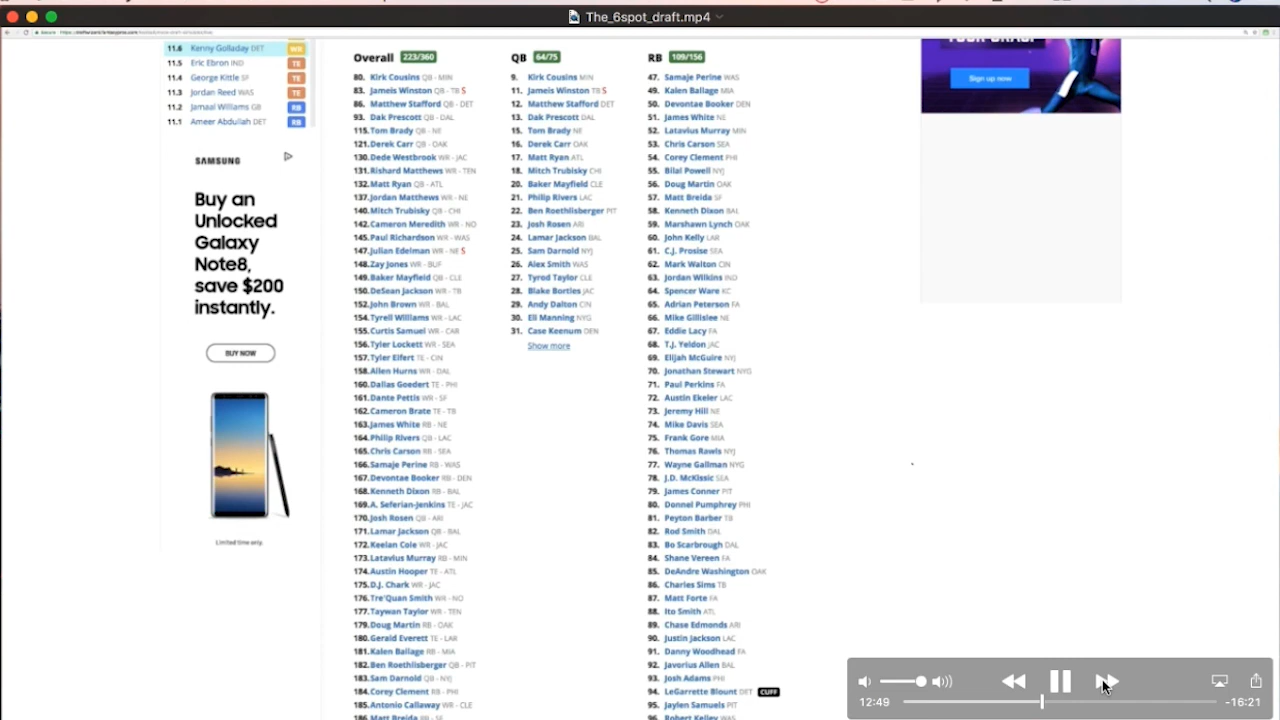 The_6spot_draft.mp4
11.6 Kenny Golladay DET WR
11.5 Eric Ebron IND TE
11.4 George Kittle SF TE
11.3 Jordan Reed WAS TE
11.2 Jamaal Williams GB RB
11.1 Ameer Abdullah DET RB
SAMSUNG
Buy an
Unlocked
Galaxy
Note8,
save $200
instantly.
BUY NOW
Limited time only.
Overall 223/360
80. Kirk Cousins QB - MIN
83. Jameis Winston QB - TB S
86. Matthew Stafford QB - DET
93. Dak Prescott QB - DAL
115. Tom Brady QB - NE
121. Derek Carr QB - OAK
130. Dede Westbrook WR - JAC
131. Rishard Matthews WR - TEN
132. Matt Ryan QB - ATL
137. Jordan Matthews WR - NE
140. Mitch Trubisky QB - CHI
142. Cameron Meredith WR - NO
145. Paul Richardson WR - WAS
147. Julian Edelman WR - NE S
148. Zay Jones WR - BUF
149. Baker Mayfield QB - CLE
150. DeSean Jackson WR - TB
152. John Brown WR - BAL
154. Tyrell Williams WR - LAC
155. Curtis Samuel WR - CAR
156. Tyler Lockett WR - SEA
157. Tyler Eifert TE - CIN
158. Allen Hurns WR - DAL
160. Dallas Goedert TE - PHI
161. Dante Pettis WR - SF
162. Cameron Brate TE - TB
163. James White RB - NE
164. Philip Rivers QB - LAC
165. Chris Carson RB - SEA
166. Samaje Perine RB - WAS
167. Devontae Booker RB - DEN
168. Kenneth Dixon RB - BAL
169. A. Seferian-Jenkins TE - JAC
170. Josh Rosen QB - ARI
171. Lamar Jackson QB - BAL
172. Keelan Cole WR - JAC
173. Latavius Murray RB - MIN
174. Austin Hooper TE - ATL
175. D.J. Chark WR - JAC
176. Tre'Quan Smith WR - NO
177. Taywan Taylor WR - TEN
179. Doug Martin RB - OAK
180. Gerald Everett TE - LAR
181. Kalen Ballage RB - MIA
182. Ben Roethlisberger QB - PIT
183. Sam Darnold QB - NYJ
184. Corey Clement RB - PHI
185. Antonio Callaway WR - CLE
186. Matt Breida RB - SF
QB 64/75
9. Kirk Cousins MIN
11. Jameis Winston TB S
12. Matthew Stafford DET
13. Dak Prescott DAL
15. Tom Brady NE
16. Derek Carr OAK
17. Matt Ryan ATL
18. Mitch Trubisky CHI
20. Baker Mayfield CLE
21. Philip Rivers LAC
22. Ben Roethlisberger PIT
23. Josh Rosen ARI
24. Lamar Jackson BAL
25. Sam Darnold NYJ
26. Alex Smith WAS
27. Tyrod Taylor CLE
28. Blake Bortles JAC
29. Andy Dalton CIN
30. Eli Manning NYG
31. Case Keenum DEN
Show more
RB 109/156
47. Samaje Perine WAS
49. Kalen Ballage MIA
50. Devontae Booker DEN
51. James White NE
52. Latavius Murray MIN
53. Chris Carson SEA
54. Corey Clement PHI
55. Bilal Powell NYJ
56. Doug Martin OAK
57. Matt Breida SF
58. Kenneth Dixon BAL
59. Marshawn Lynch OAK
60. John Kelly LAR
61. C.J. Prosise SEA
62. Mark Walton CIN
63. Jordan Wilkins IND
64. Spencer Ware KC
65. Adrian Peterson FA
66. Mike Gillislee NE
67. Eddie Lacy FA
68. T.J. Yeldon JAC
69. Elijah McGuire NYJ
70. Jonathan Stewart NYG
71. Paul Perkins FA
72. Austin Ekeler LAC
73. Jeremy Hill NE
74. Mike Davis SEA
75. Frank Gore MIA
76. Thomas Rawls NYJ
77. Wayne Gallman NYG
78. J.D. McKissic SEA
79. James Conner PIT
80. Donnel Pumphrey PHI
81. Peyton Barber TB
82. Rod Smith DAL
83. Bo Scarbrough DAL
84. Shane Vereen FA
85. DeAndre Washington OAK
86. Charles Sims TB
87. Matt Forte FA
88. Ito Smith ATL
89. Chase Edmonds ARI
90. Justin Jackson LAC
91. Danny Woodhead FA
92. Javorius Allen BAL
93. Josh Adams PHI
94. LeGarrette Blount DET CUFF
95. Jaylen Samuels PIT
96. Robert Kelley WAS
Sign up now
12:49
-16:21